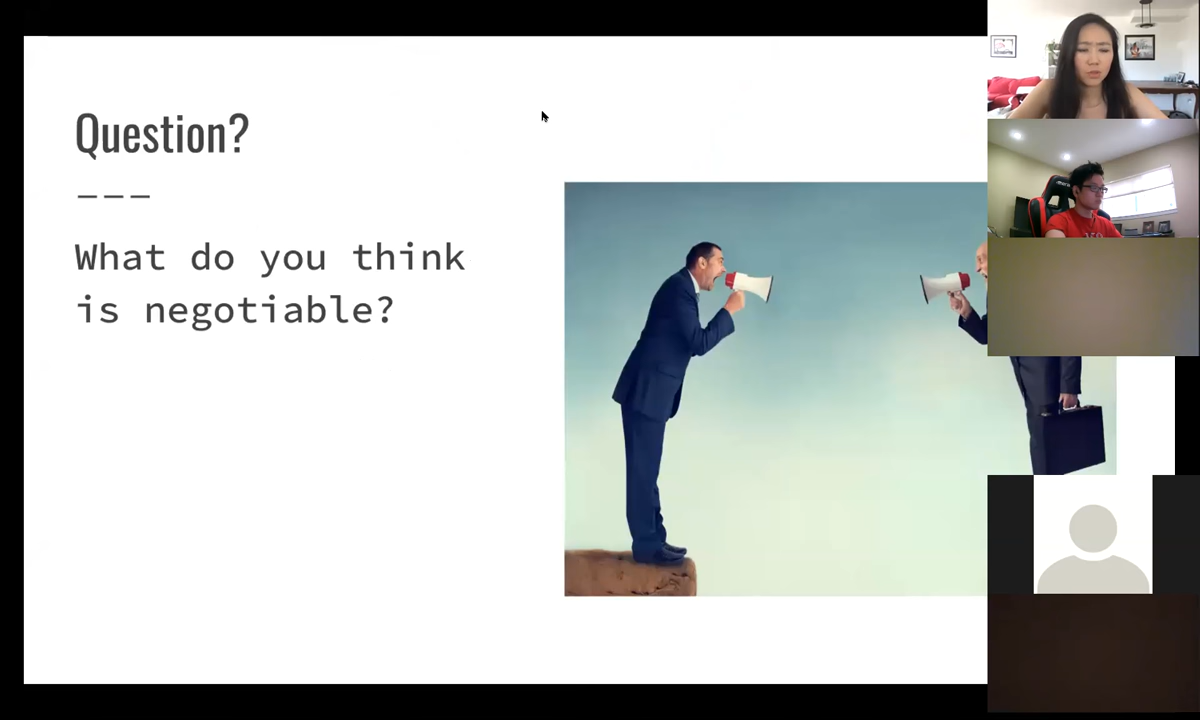 Question?
———
What do you think
is negotiable?